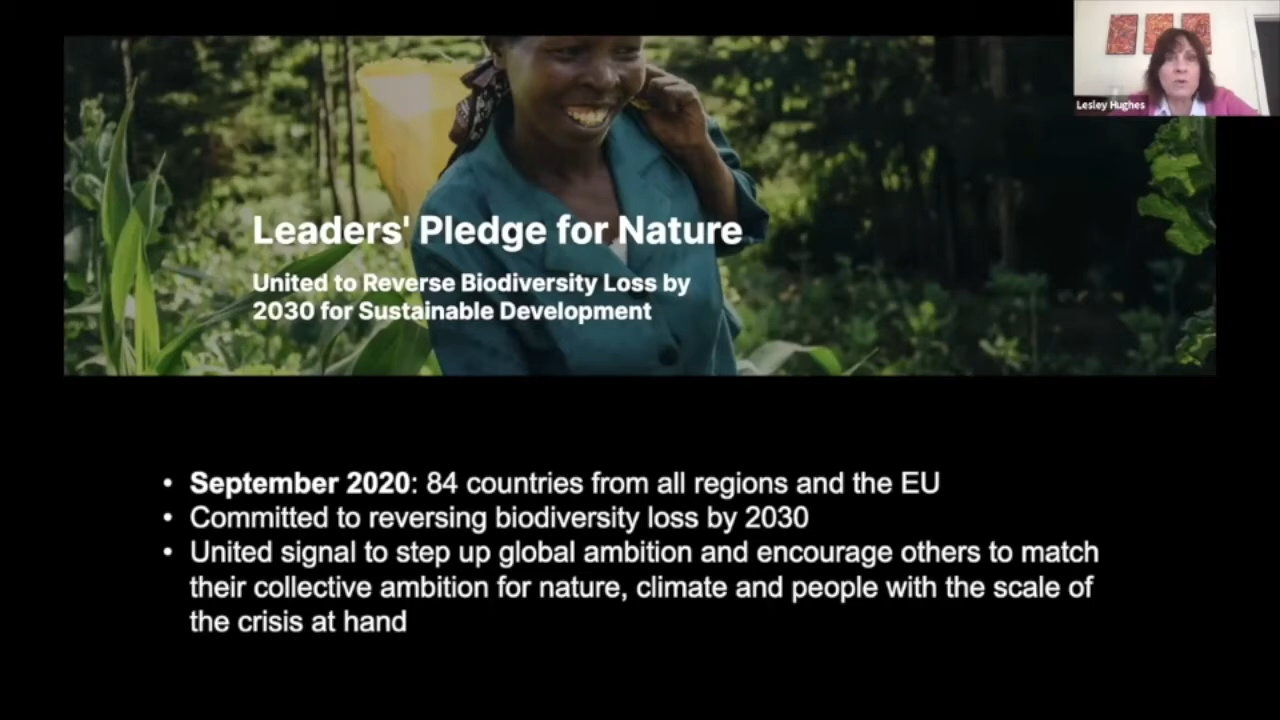 Lesley Hughes
Leaders' Pledge for Nature
United to Reverse Biodiversity Loss by
2030 for Sustainable Development
• September 2020: 84 countries from all regions and the EU
• Committed to reversing biodiversity loss by 2030
• United signal to step up global ambition and encourage others to match
their collective ambition for nature, climate and people with the scale of
the crisis at hand